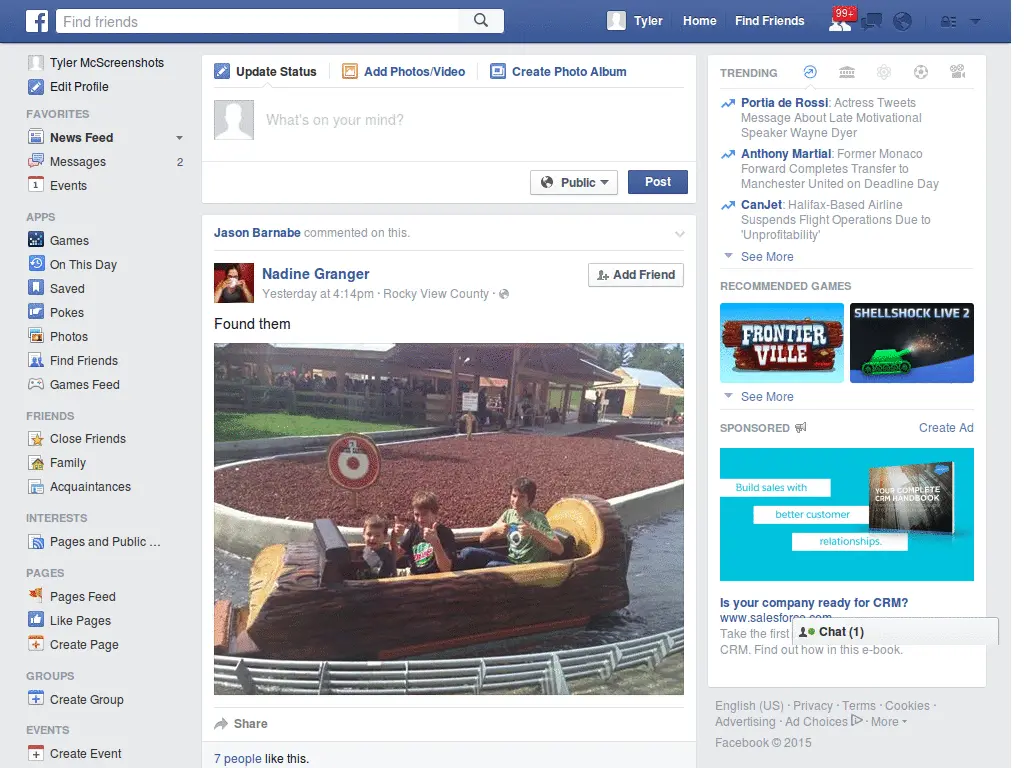 f
Find friends
Tyler
Home
Find Friends
99+
Tyler McScreenshots
Edit Profile
FAVORITES
News Feed
Messages 2
1 Events
APPS
Games
On This Day
Saved
Pokes
Photos
Find Friends
Games Feed
FRIENDS
Close Friends
Family
Acquaintances
INTERESTS
Pages and Public ...
PAGES
Pages Feed
Like Pages
Create Page
GROUPS
Create Group
EVENTS
Create Event
Update Status
Add Photos/Video
Create Photo Album
What's on your mind?
Public
Post
Jason Barnabe commented on this.
Nadine Granger
Add Friend
Yesterday at 4:14pm · Rocky View County ·
Found them
Share
7 people like this.
TRENDING
Portia de Rossi: Actress Tweets
Message About Late Motivational
Speaker Wayne Dyer
Anthony Martial: Former Monaco
Forward Completes Transfer to
Manchester United on Deadline Day
CanJet: Halifax-Based Airline
Suspends Flight Operations Due to
'Unprofitability'
See More
RECOMMENDED GAMES
FRONTIER
VILLE
SHELLSHOCK LIVE 2
See More
SPONSORED
Create Ad
Build sales with
better customer
relationships.
YOUR COMPLETE
CRM HANDBOOK
Is your company ready for CRM?
www.salesforce.com
Take the first
CRM. Find out how in this e-book.
Chat (1)
English (US) · Privacy · Terms · Cookies ·
Advertising · Ad Choices · More
Facebook © 2015